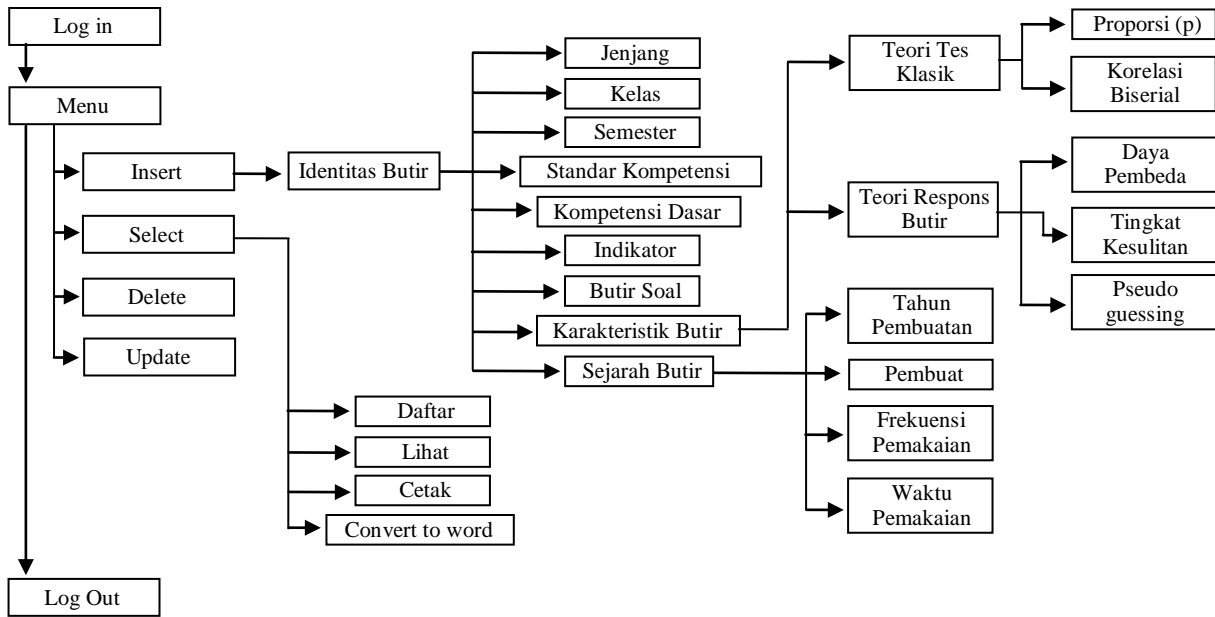 Log in
Menu
Insert
Select
Delete
Update
Log Out
Identitas Butir
Daftar
Lihat
Cetak
Convert to word
Jenjang
Kelas
Semester
Standar Kompetensi
Kompetensi Dasar
Indikator
Butir Soal
Karakteristik Butir
Sejarah Butir
Teori Tes
Klasik
Teori Respons
Butir
Tahun
Pembuatan
Pembuat
Frekuensi
Pemakaian
Waktu
Pemakaian
Proporsi (p)
Korelasi
Biserial
Daya
Pembeda
Tingkat
Kesulitan
Pseudo
guessing